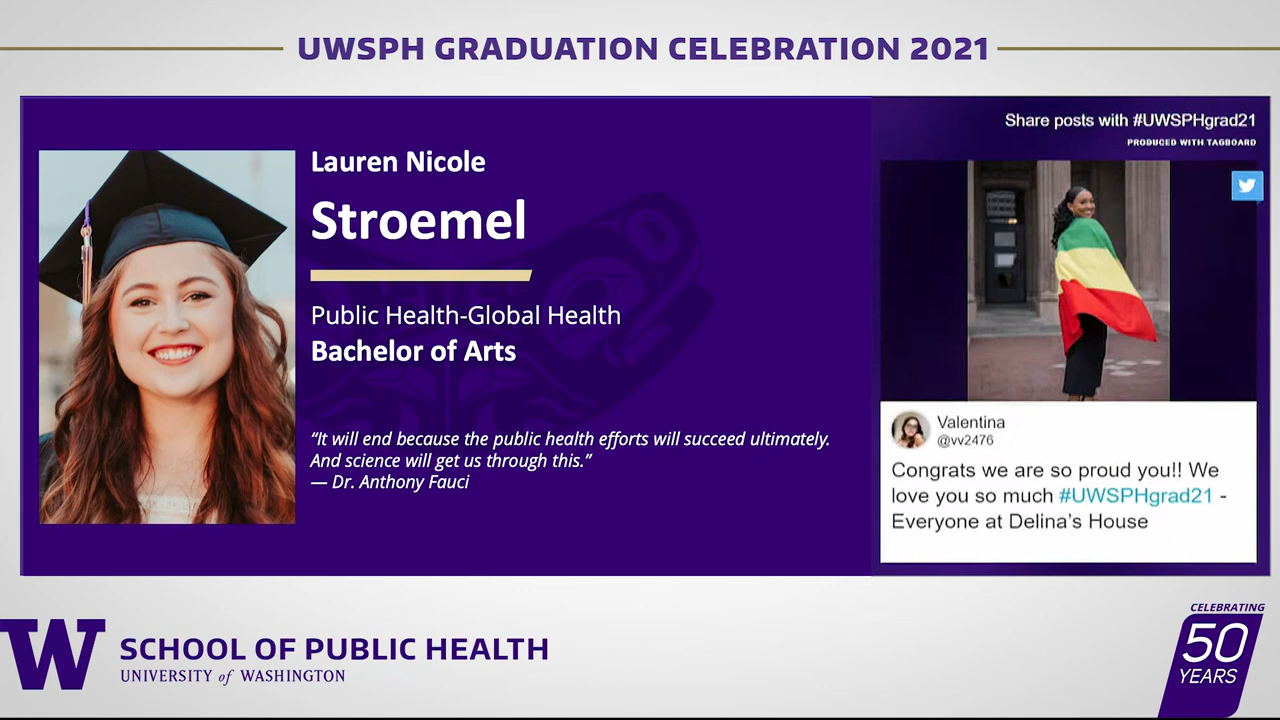 UWSPH GRADUATION CELEBRATION 2021
Lauren Nicole
Stroemel
Public Health-Global Health
Bachelor of Arts
“It will end because the public health efforts will succeed ultimately.
And science will get us through this.”
— Dr. Anthony Fauci
Share posts with #UWSPHgrad21
PRODUCED WITH TAGBOARD
Valentina
@vv2476
Congrats we are so proud you!! We
love you so much #UWSPHgrad21 -
Everyone at Delina’s House
W
SCHOOL OF PUBLIC HEALTH
UNIVERSITY of WASHINGTON
CELEBRATING
50
YEARS